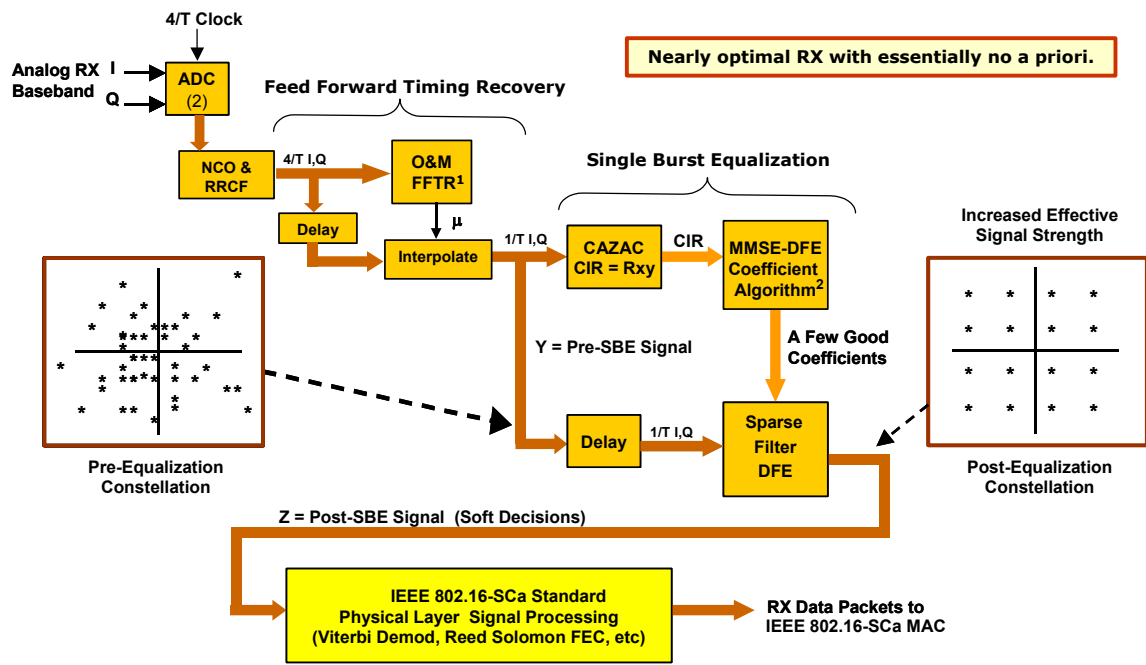 4/T Clock
Nearly optimal RX with essentially no a priori.
Analog RX I
Baseband
Q
ADC
(2)
Feed Forward Timing Recovery
NCO &
RRCF
4/T I,Q
O&M
FFTR1
Single Burst Equalization
μ
Delay
Interpolate
1/T I,Q
CAZAC
CIR = Rxy
CIR
MMSE-DFE
Coefficient
Algorithm2
Increased Effective
Signal Strength
Y = Pre-SBE Signal
A Few Good
Coefficients
Delay
1/T I,Q
Sparse
Filter
DFE
Pre-Equalization
Constellation
Post-Equalization
Constellation
Z = Post-SBE Signal (Soft Decisions)
IEEE 802.16-SCa Standard
Physical Layer Signal Processing
(Viterbi Demod, Reed Solomon FEC, etc)
RX Data Packets to
IEEE 802.16-SCa MAC